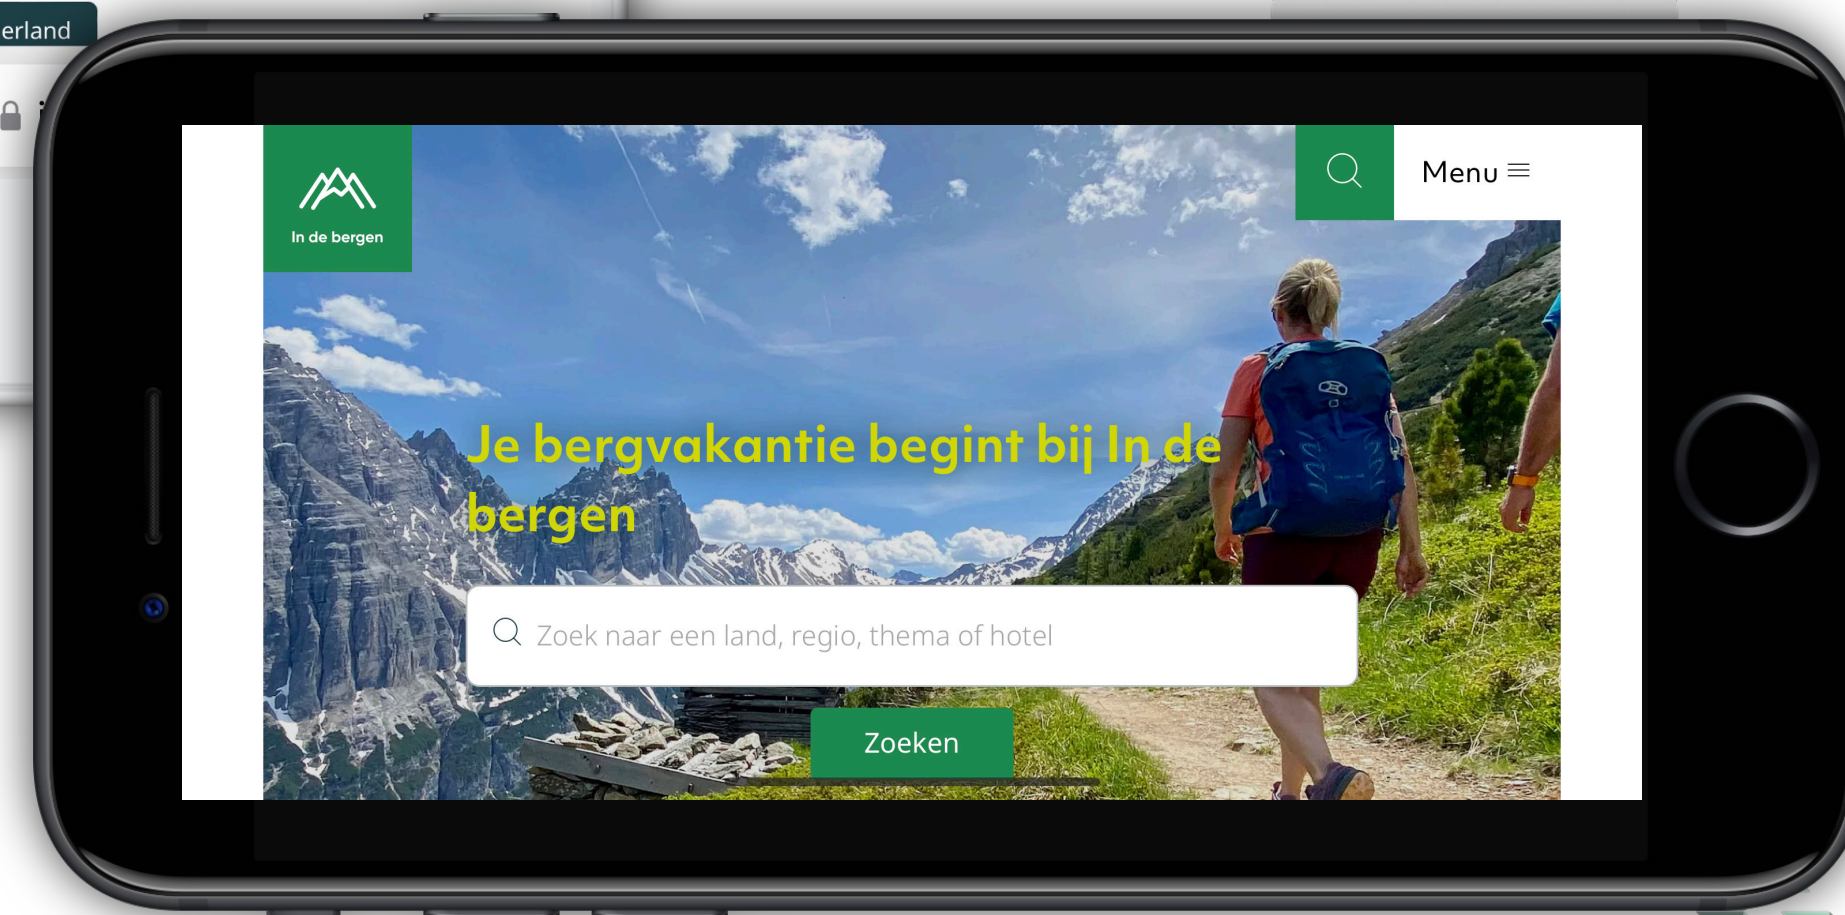 erland
In de bergen
Menu
Je bergvakantie begint bij In de
bergen
Zoek naar een land, regio, thema of hotel
Zoeken